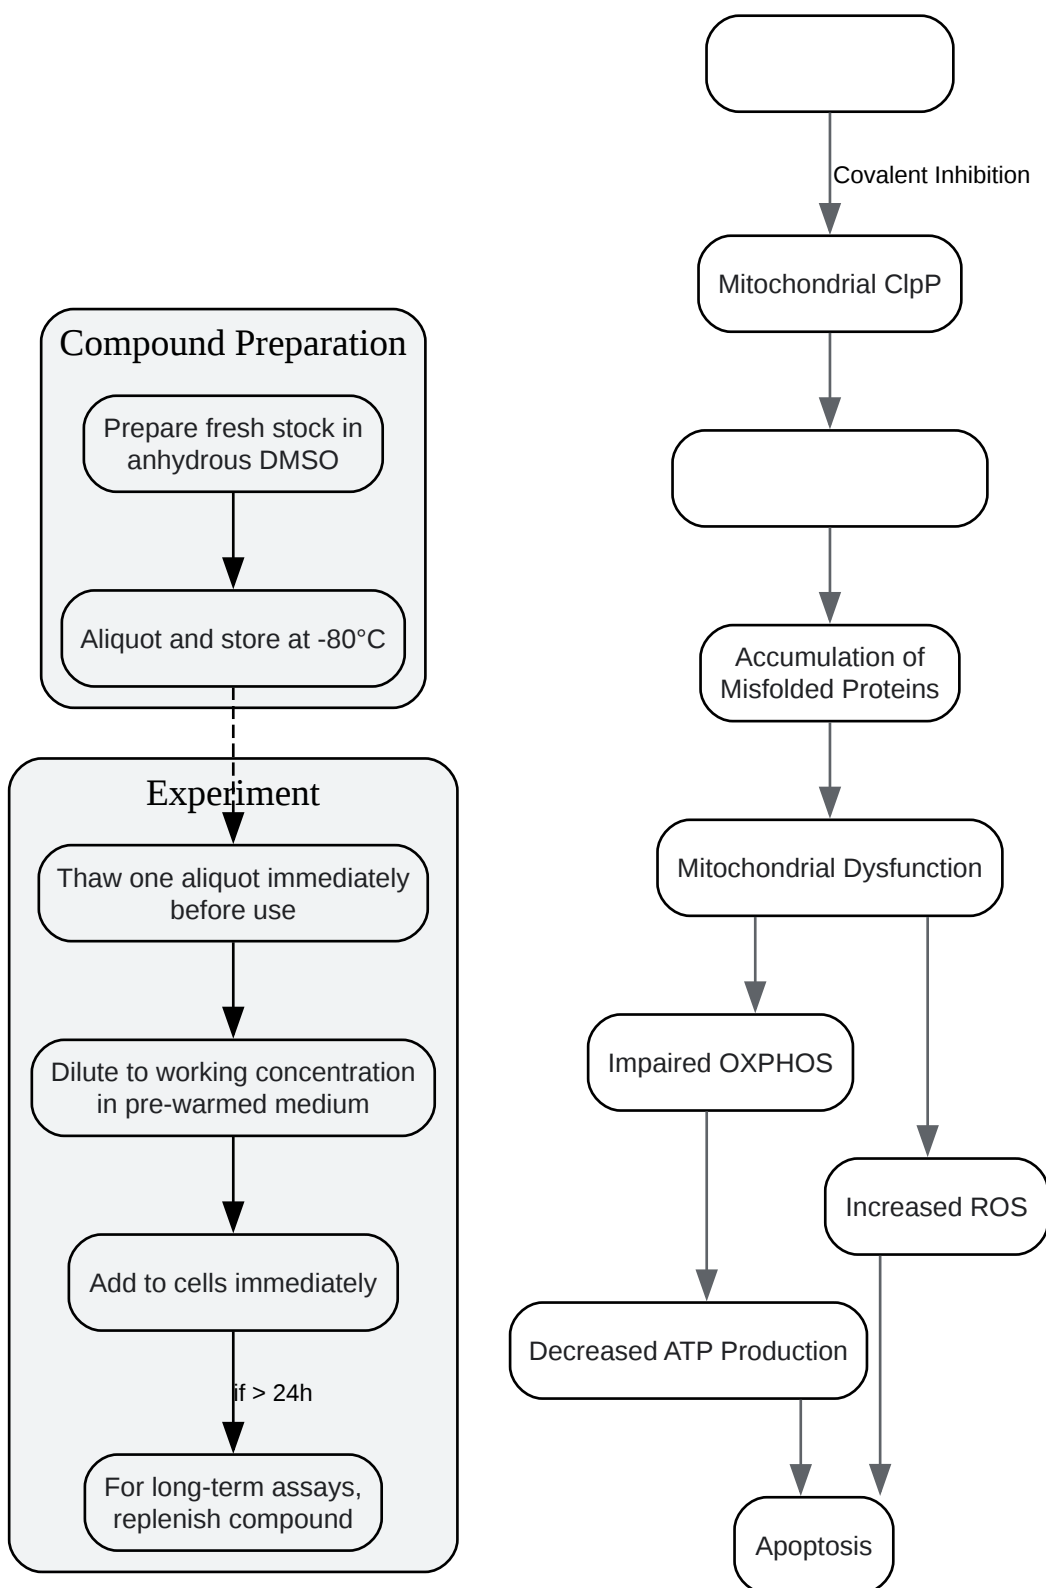 Compound Preparation
Prepare fresh stock in
anhydrous DMSO
Aliquot and store at -80°C
Experiment
Thaw one aliquot immediately
before use
Dilute to working concentration
in pre-warmed medium
Add to cells immediately
if > 24h
For long-term assays,
replenish compound
Covalent Inhibition
Mitochondrial ClpP
Accumulation of
Misfolded Proteins
Mitochondrial Dysfunction
Impaired OXPHOS
Increased ROS
Decreased ATP Production
Apoptosis